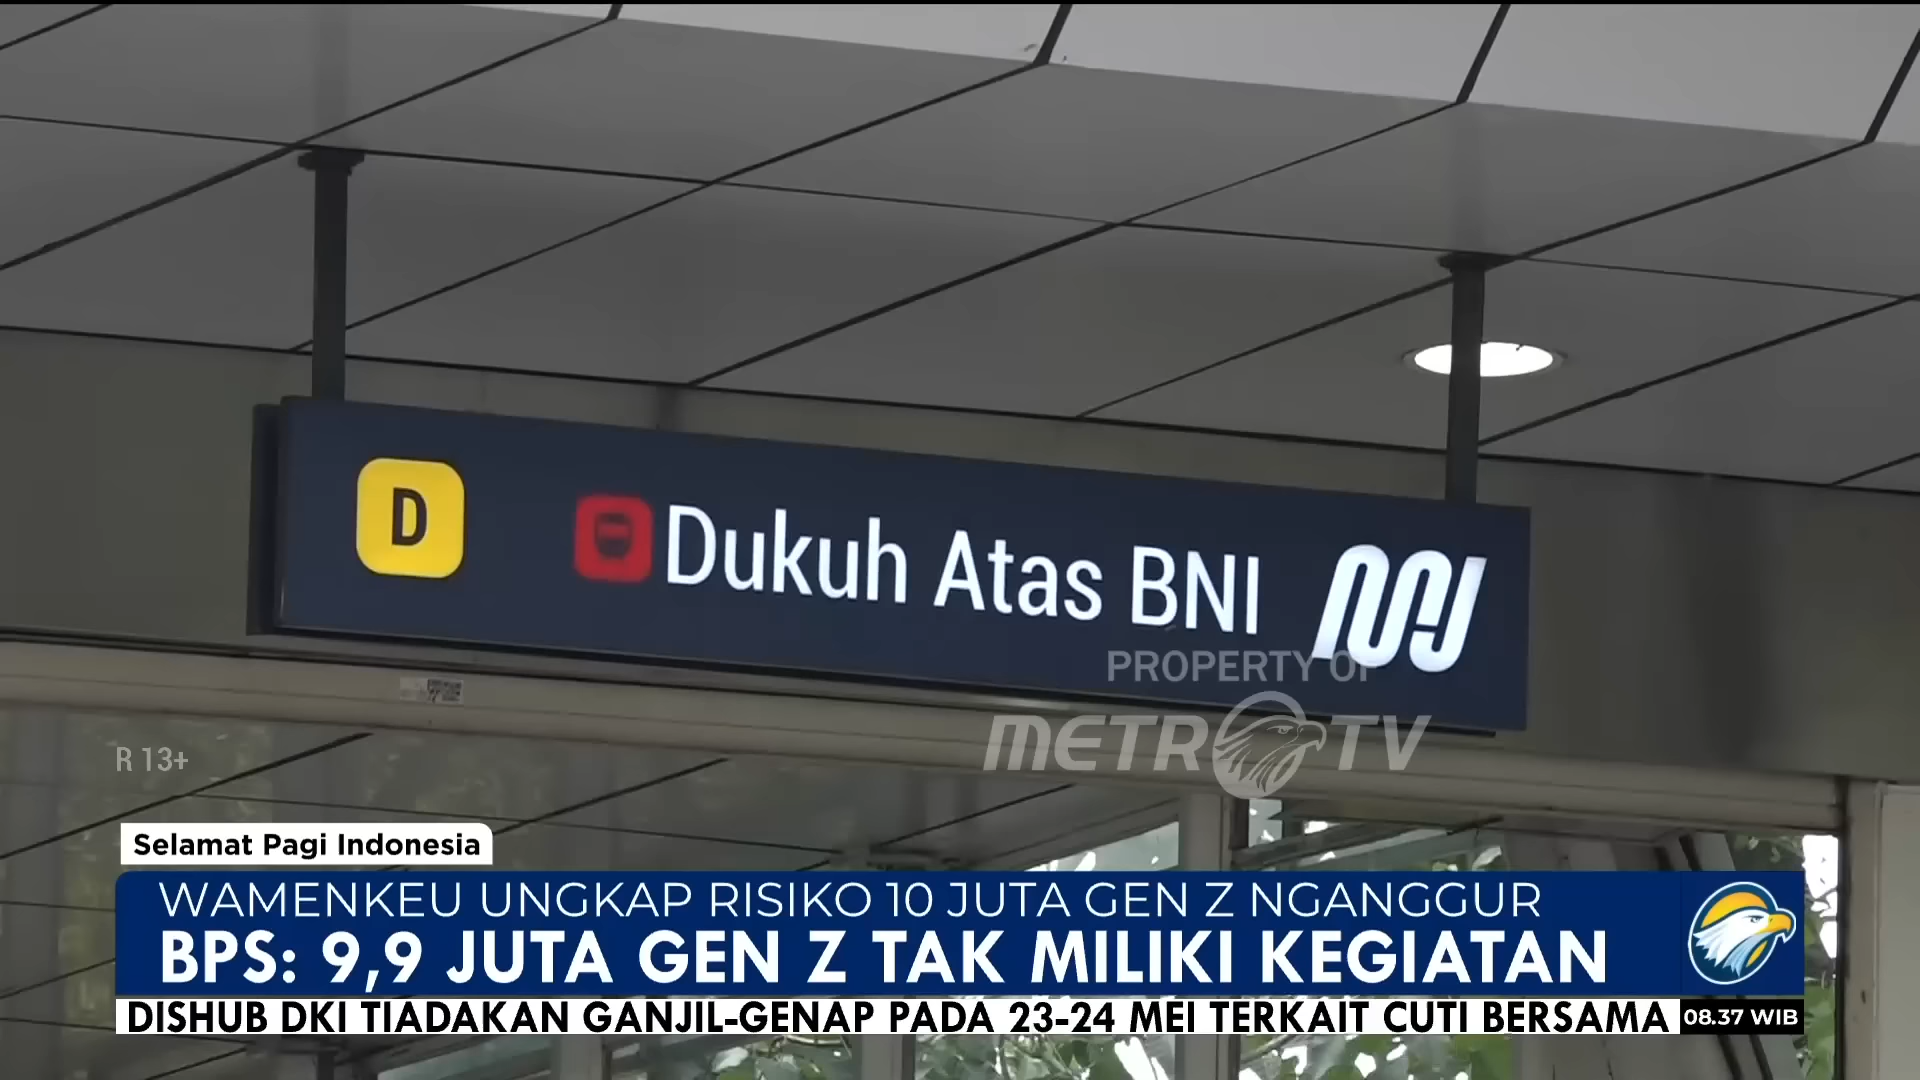 D
Dukuh Atas BNI
PROPERTY OF
METRO TV
R 13+
Selamat Pagi Indonesia
WAMENKEU UNGKAP RISIKO 10 JUTA GEN Z NGANGGUR
BPS: 9,9 JUTA GEN Z TAK MILIKI KEGIATAN
DISHUB DKI TIADAKAN GANJIL-GENAP PADA 23-24 MEI TERKAIT CUTI BERSAMA 08.37 WIB